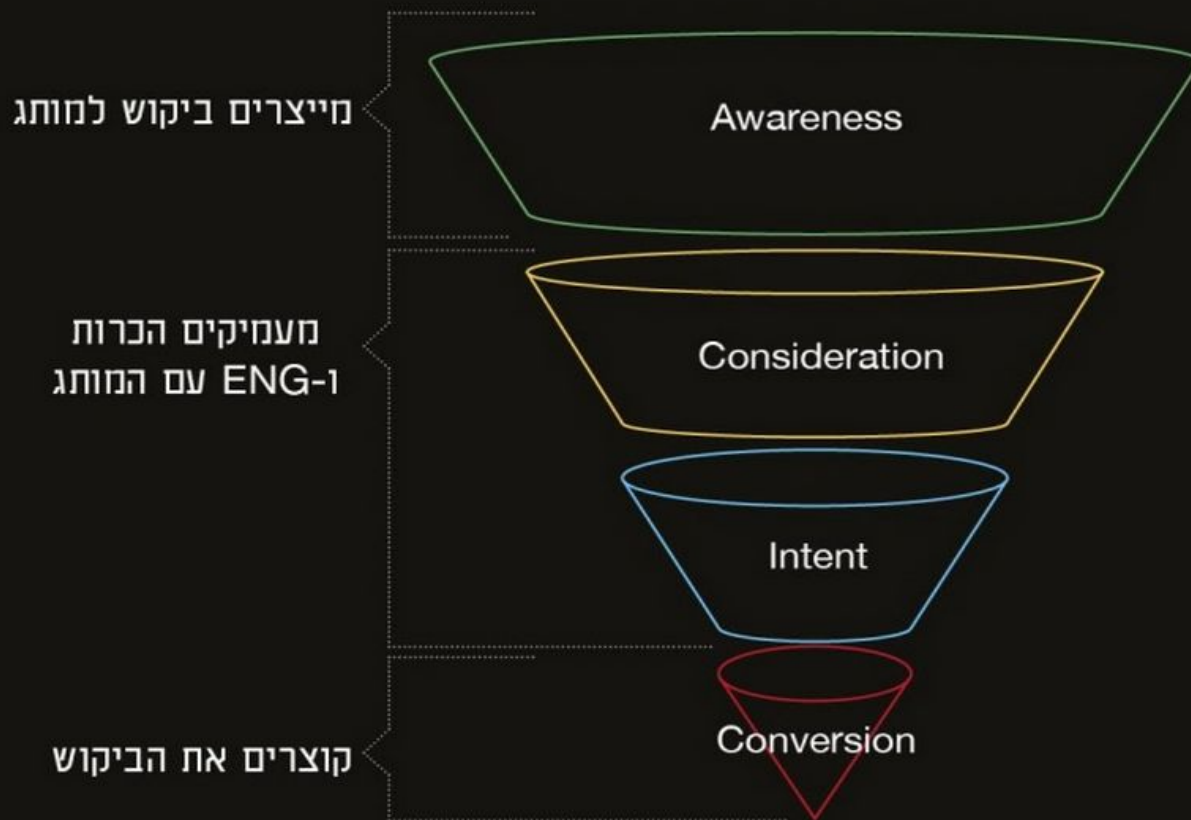 מייצרים ביקוש למותג
Awareness
מעמיקים הכרות
ו-ENG עם המותג
Consideration
Intent
קוצרים את הביקוש
Conversion